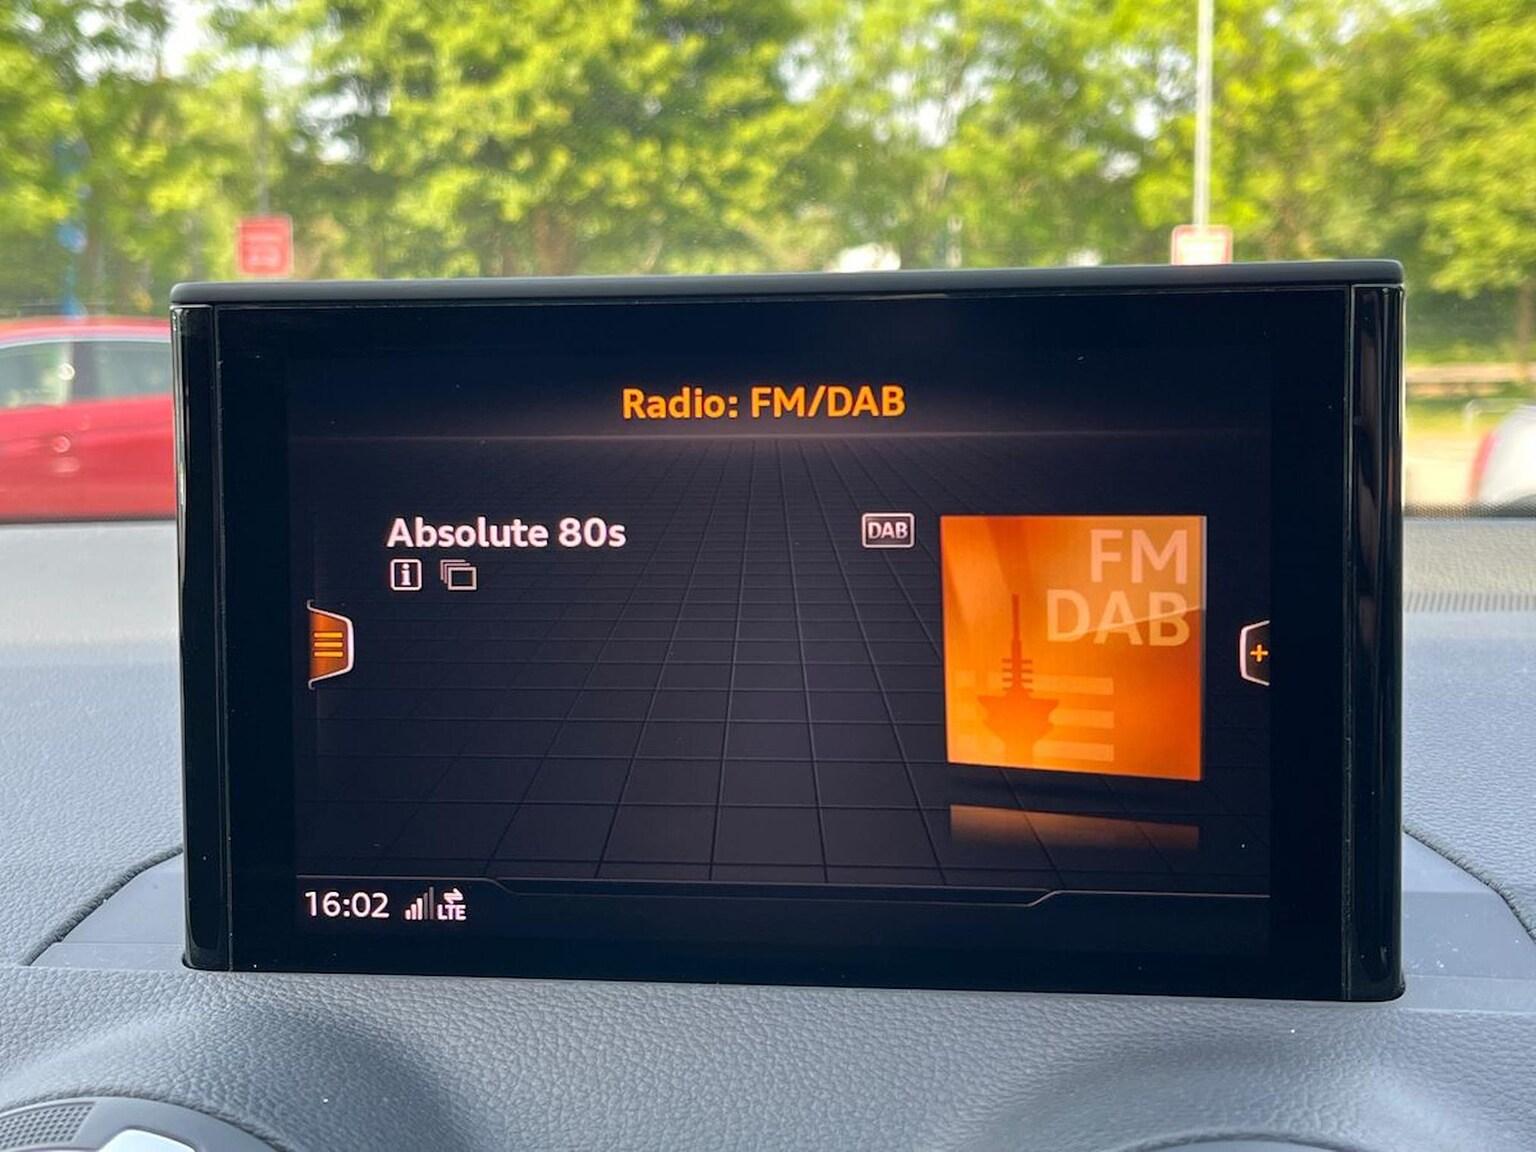 Radio: FM/DAB
Absolute 80s
DAB
FM
DAB
16:02
LTE